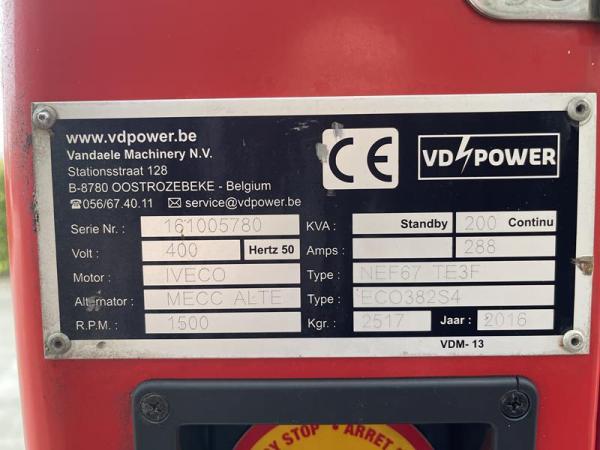 www.vdpower.be
Vandaele Machinery N.V.
Stationsstraat 128
B-8780 OOSTROZEBEKE - Belgium
☎056/67.40.11 ✉ service@vdpower.be
CE
VD POWER
Serie Nr. : 161005780 KVA : Standby 200 Continu
Volt : 400 Hertz 50 Amps : 288
Motor : IVECO Type : NEF67 TE3F
Alternator : MECC ALTE Type : ECO382S4
R.P.M. : 1500 Kgr. : 2517 Jaar : 2016
VDM- 13
STOP • ARRET